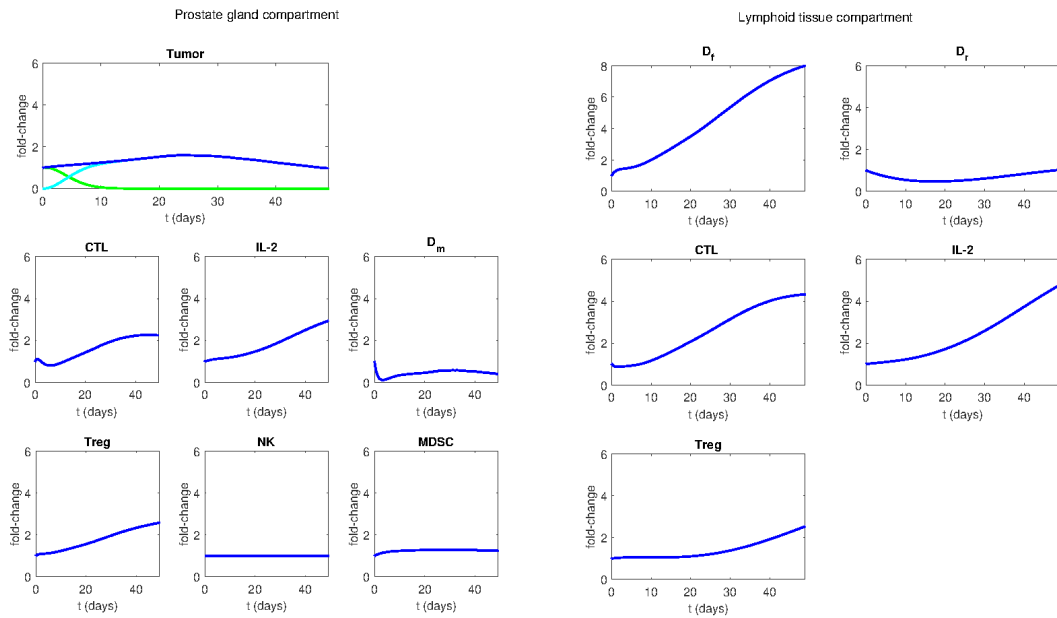 Prostate gland compartment
Lymphoid tissue compartment
Tumor
6
4
2
0
fold-change
0 20 40
t (days)
D_f
8
6
4
2
0
fold-change
0 10 20 30 40
t (days)
D_r
6
4
2
0
fold-change
0 10 20 30 40
t (days)
CTL
6
4
2
0
fold-change
0 20 40
t (days)
IL-2
6
4
2
0
fold-change
0 20 40
t (days)
D_m
6
4
2
0
fold-change
0 20 40
t (days)
CTL
6
4
2
0
fold-change
0 10 20 30 40
t (days)
IL-2
6
4
2
0
fold-change
0 10 20 30 40
t (days)
Treg
6
4
2
0
fold-change
0 20 40
t (days)
NK
6
4
2
0
fold-change
0 20 40
t (days)
MDSC
6
4
2
0
fold-change
0 20 40
t (days)
Treg
6
4
2
0
fold-change
0 10 20 30 40
t (days)